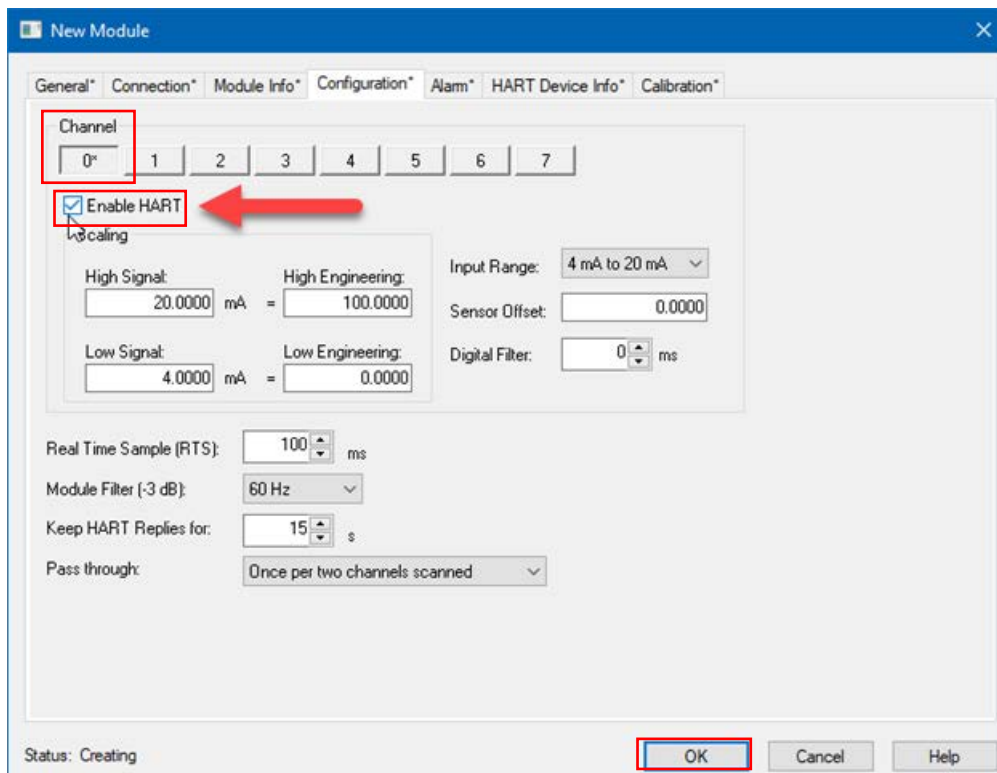 New Module
General* Connection* Module Info* Configuration* Alarm* HART Device Info* Calibration*
Channel
0* 1 2 3 4 5 6 7
Enable HART
Scaling
High Signal: High Engineering:
20.0000 mA = 100.0000
Low Signal: Low Engineering:
4.0000 mA = 0.0000
Input Range: 4 mA to 20 mA
Sensor Offset: 0.0000
Digital Filter: 0 ms
Real Time Sample (RTS): 100 ms
Module Filter (-3 dB): 60 Hz
Keep HART Replies for: 15 s
Pass through: Once per two channels scanned
Status: Creating OK Cancel Help